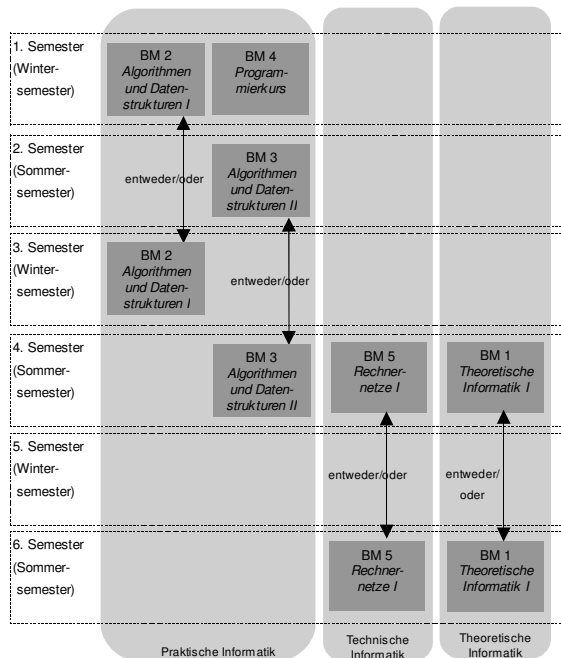 1. Semester
(Winter-
semester)
BM 2
Algorithmen
und Daten-
strukturen I
BM 4
Program-
mierkurs
2. Semester
(Sommer-
semester)
entweder/oder
BM 3
Algorithmen
und Daten-
strukturen II
3. Semester
(Winter-
semester)
BM 2
Algorithmen
und Daten-
strukturen I
entweder/oder
4. Semester
(Sommer-
semester)
BM 3
Algorithmen
und Daten-
strukturen II
BM 5
Rechner-
netze I
BM 1
Theoretische
Informatik I
5. Semester
(Winter-
semester)
entweder/oder
entweder/
oder
6. Semester
(Sommer-
semester)
BM 5
Rechner-
netze I
BM 1
Theoretische
Informatik I
Praktische Informatik
Technische
Informatik
Theoretische
Informatik